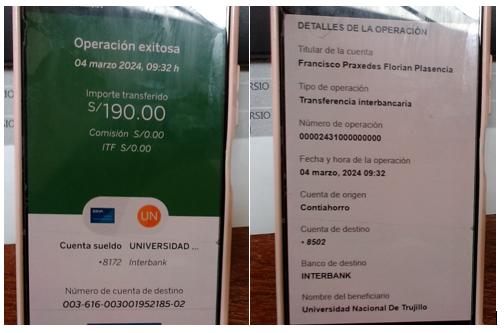 Operación exitosa
04 marzo 2024, 09:32 h
Importe transferido
S/190.00
Comisión S/0.00
ITF S/0.00
BBVA
UN
Cuenta sueldo UNIVERSIDAD ...
•8172 Interbank
Número de cuenta de destino
003-616-003001952185-02
DETALLES DE LA OPERACIÓN
Titular de la cuenta
Francisco Praxedes Florian Plasencia
Tipo de operación
Transferencia interbancaria
Número de operación
00002431000000000
Fecha y hora de la operación
04 marzo, 2024 09:32
Cuenta de origen
Contiahorro
Cuenta de destino
• 8502
Banco de destino
INTERBANK
Nombre del beneficiario
Universidad Nacional De Trujillo